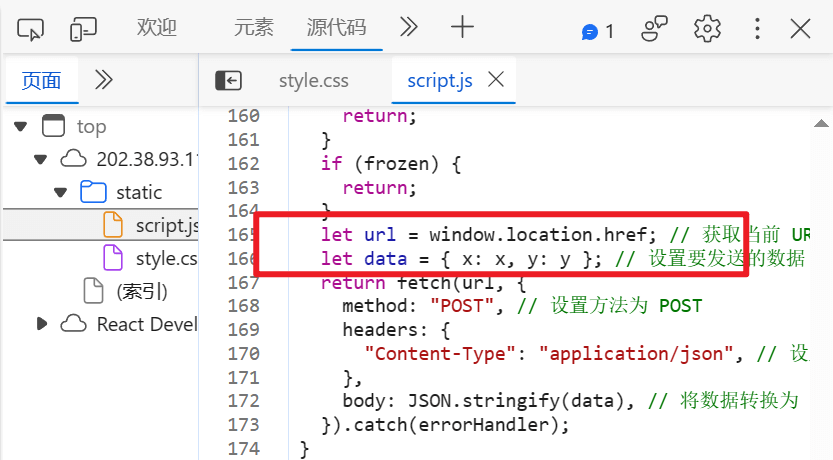 欢迎 元素 源代码 1
页面 style.css script.js
top
202.38.93.1
static
script.js
style.cs
(索引)
React Devel
160 return;
161 }
162 if (frozen) {
163 return;
164 }
165 let url = window.location.href; // 获取当前 UR
166 let data = { x: x, y: y }; // 设置要发送的数据
167 return fetch(url, {
168 method: "POST", // 设置方法为 POST
169 headers: {
170 "Content-Type": "application/json", // 设
171 },
172 body: JSON.stringify(data), // 将数据转换为
173 }).catch(errorHandler);
174 }